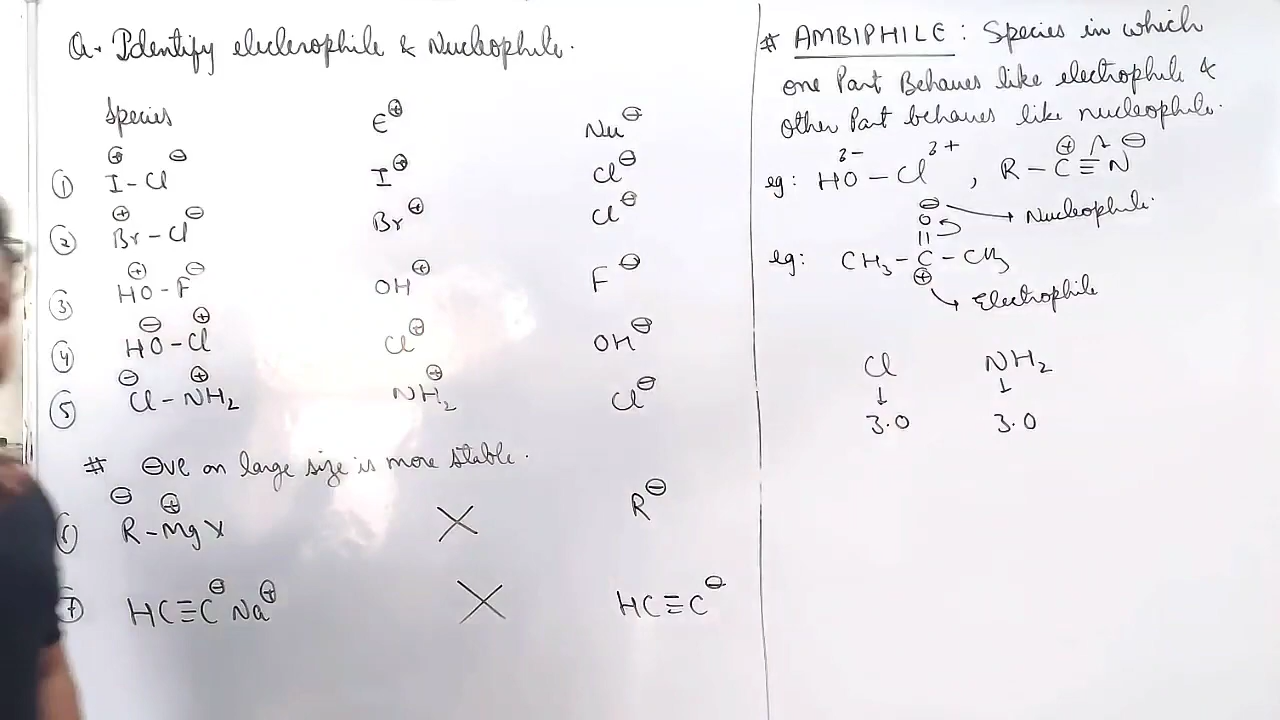 Q. Identify elecerophile & Nucleophile.
Species E⊕ Nu⊖
⊕ ⊖
① I-Cl I⊕ Cl⊖
⊕ ⊖
② Br-Cl Br⊕ Cl⊖
⊕ ⊖
③ HO-F OH⊕ F⊖
⊖ ⊕
④ HO-Cl Cl⊕ OH⊖
⊖ ⊕
⑤ Cl-NH₂ NH₂⊕ Cl⊖
# ⊖ve on large size is more stable.
⊖ ⊕
R-MgX × R⊖
⑦ HC≡C⊖ Na⊕ × HC≡C⊖
# AMBIPHILE: Species in which
one Part Behaves like electrophile &
other Part behaves like nucleophile.
δ- δ+ ⊕ ⊖
eg: HO-Cl , R-C≡N
⊖ → Nucleophile.
O
||
eg: CH₃-C-CH₃
⊕ → Electrophile
Cl NH₂
↓ ↓
3.0 3.0